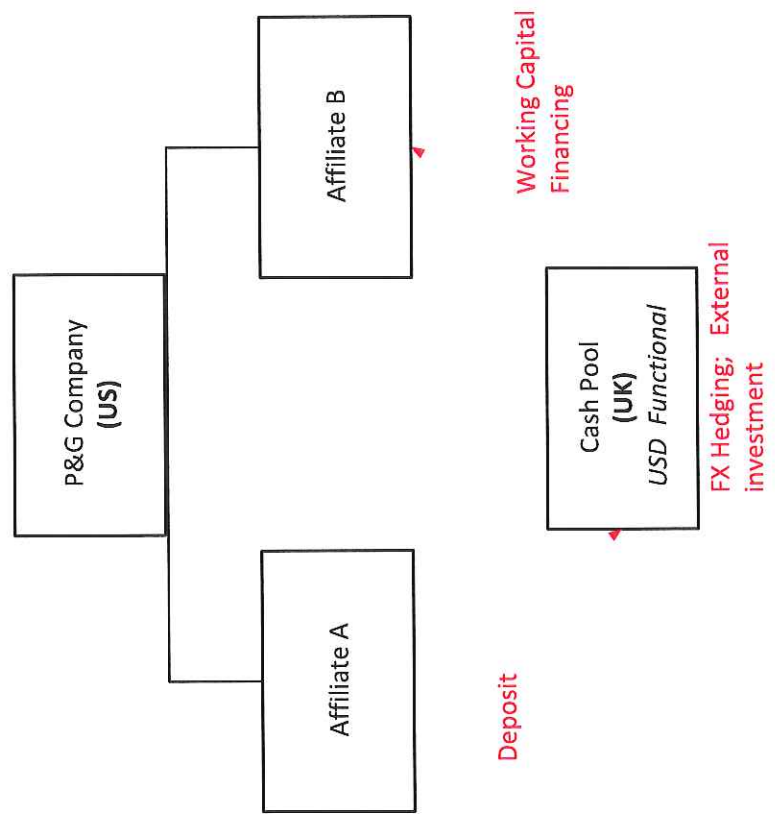 P&G Company
(US)
Affiliate A
Affiliate B
Deposit
Working Capital
Financing
Cash Pool
(UK)
USD Functional
FX Hedging; External
investment